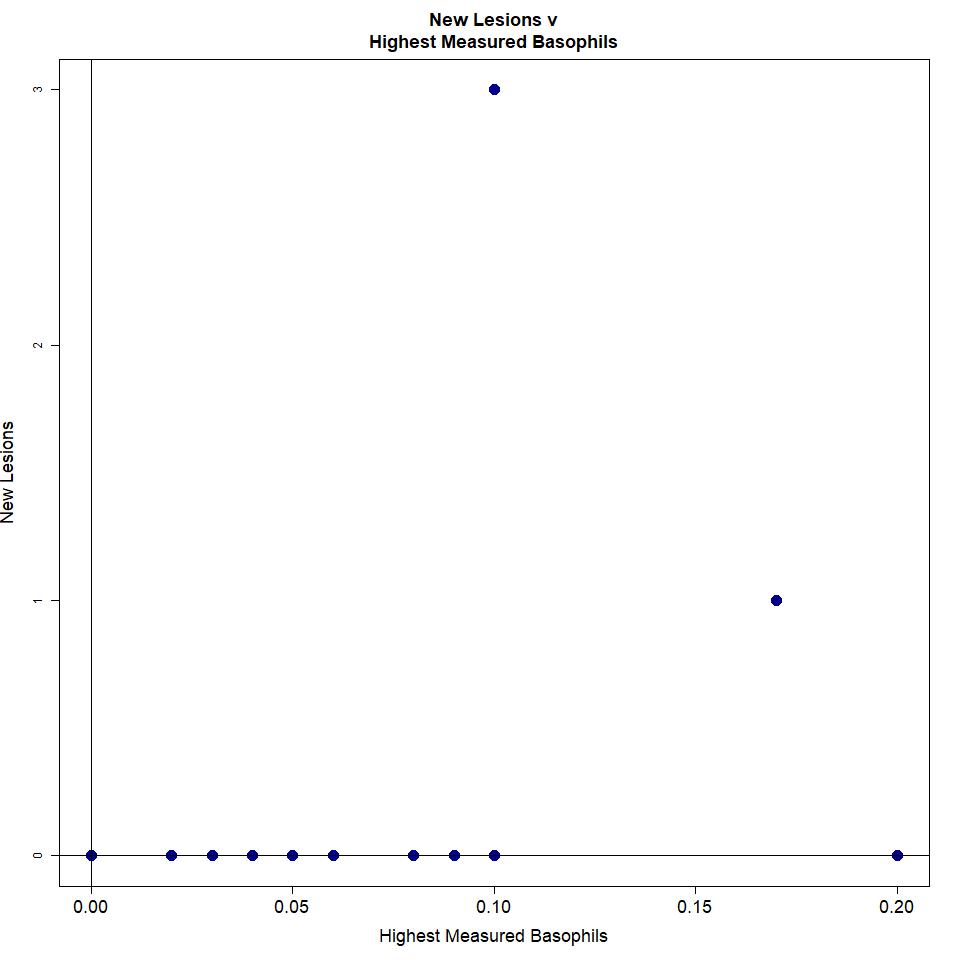 New Lesions v
Highest Measured Basophils
3
2
1
0
New Lesions
0.00 0.05 0.10 0.15 0.20
Highest Measured Basophils